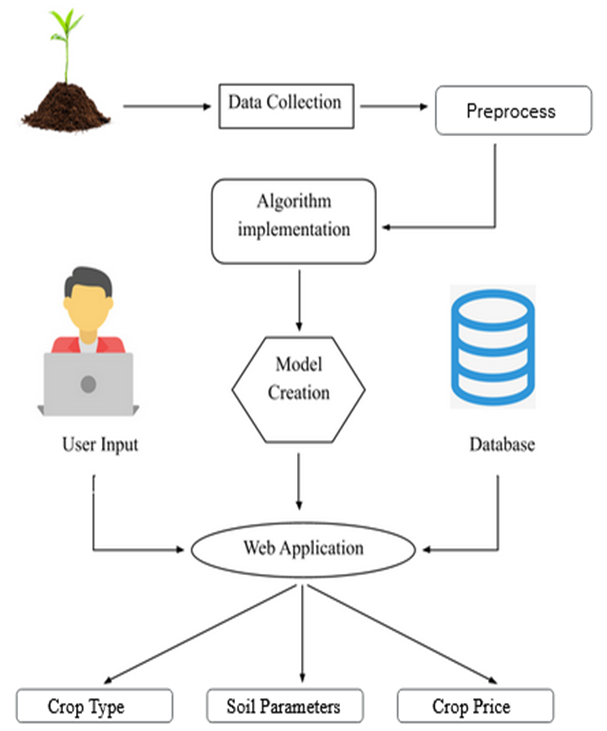 Data Collection
Preprocess
Algorithm
implementation
Model
Creation
User Input
Database
Web Application
Crop Type
Soil Parameters
Crop Price